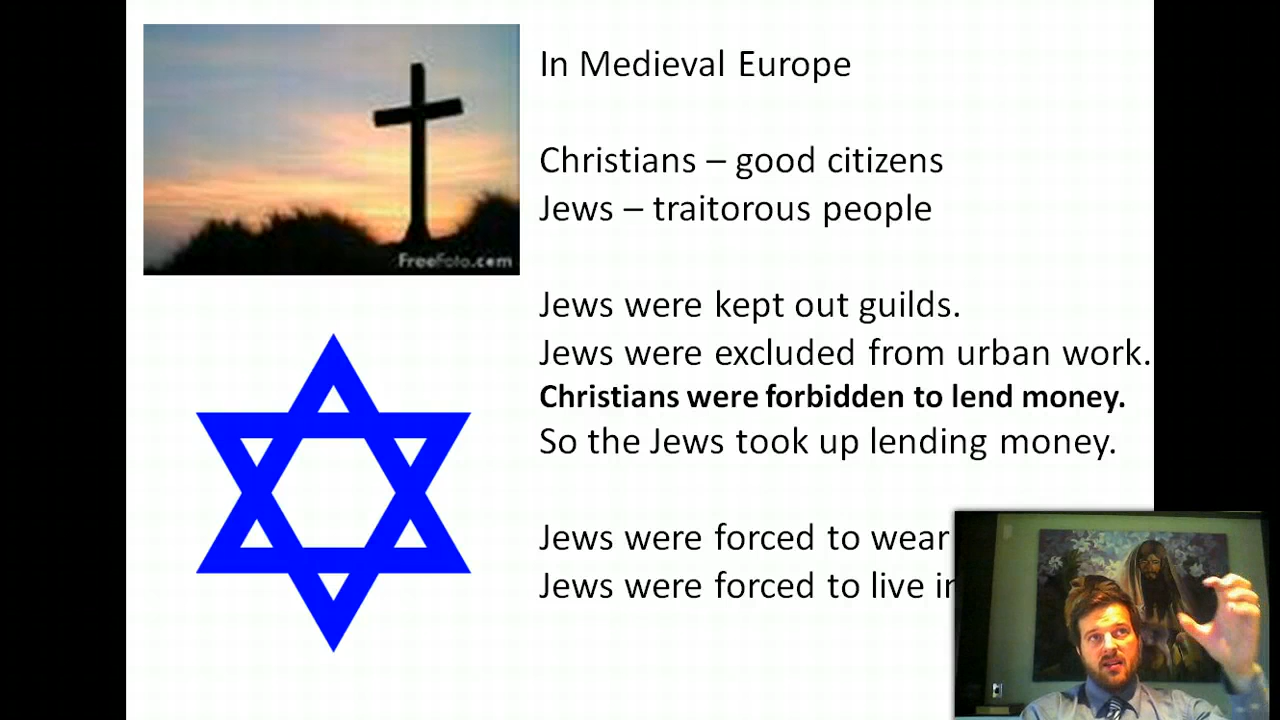 In Medieval Europe
Christians – good citizens
Jews – traitorous people
FreeFoto.com
Jews were kept out guilds.
Jews were excluded from urban work.
Christians were forbidden to lend money.
So the Jews took up lending money.
Jews were forced to wear
Jews were forced to live